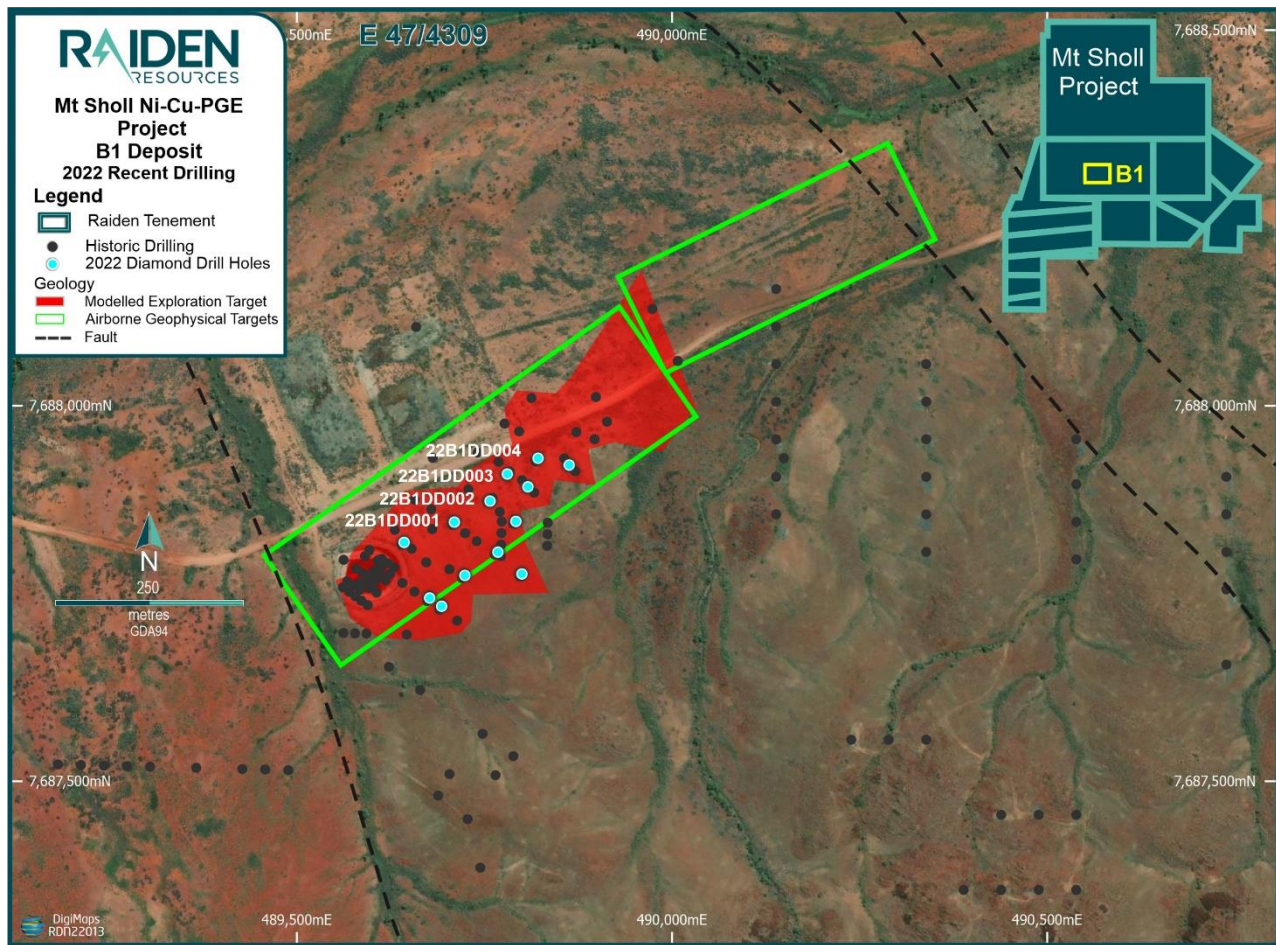 RAIDEN
RESOURCES
Mt Sholl Ni-Cu-PGE
Project
B1 Deposit
2022 Recent Drilling
Legend
Raiden Tenement
Historic Drilling
2022 Diamond Drill Holes
Geology
Modelled Exploration Target
Airborne Geophysical Targets
Fault
500mE
E 47/4309
490,000mE
7,688,500mN
Mt Sholl
Project
B1
7,688,000mN
7,688,000mN
22B1DD004
22B1DD003
22B1DD002
22B1DD001
N
250
metres
GDA94
7,687,500mN
7,687,500mN
489,500mE
490,000mE
490,500mE
DigiMaps
RDN22013